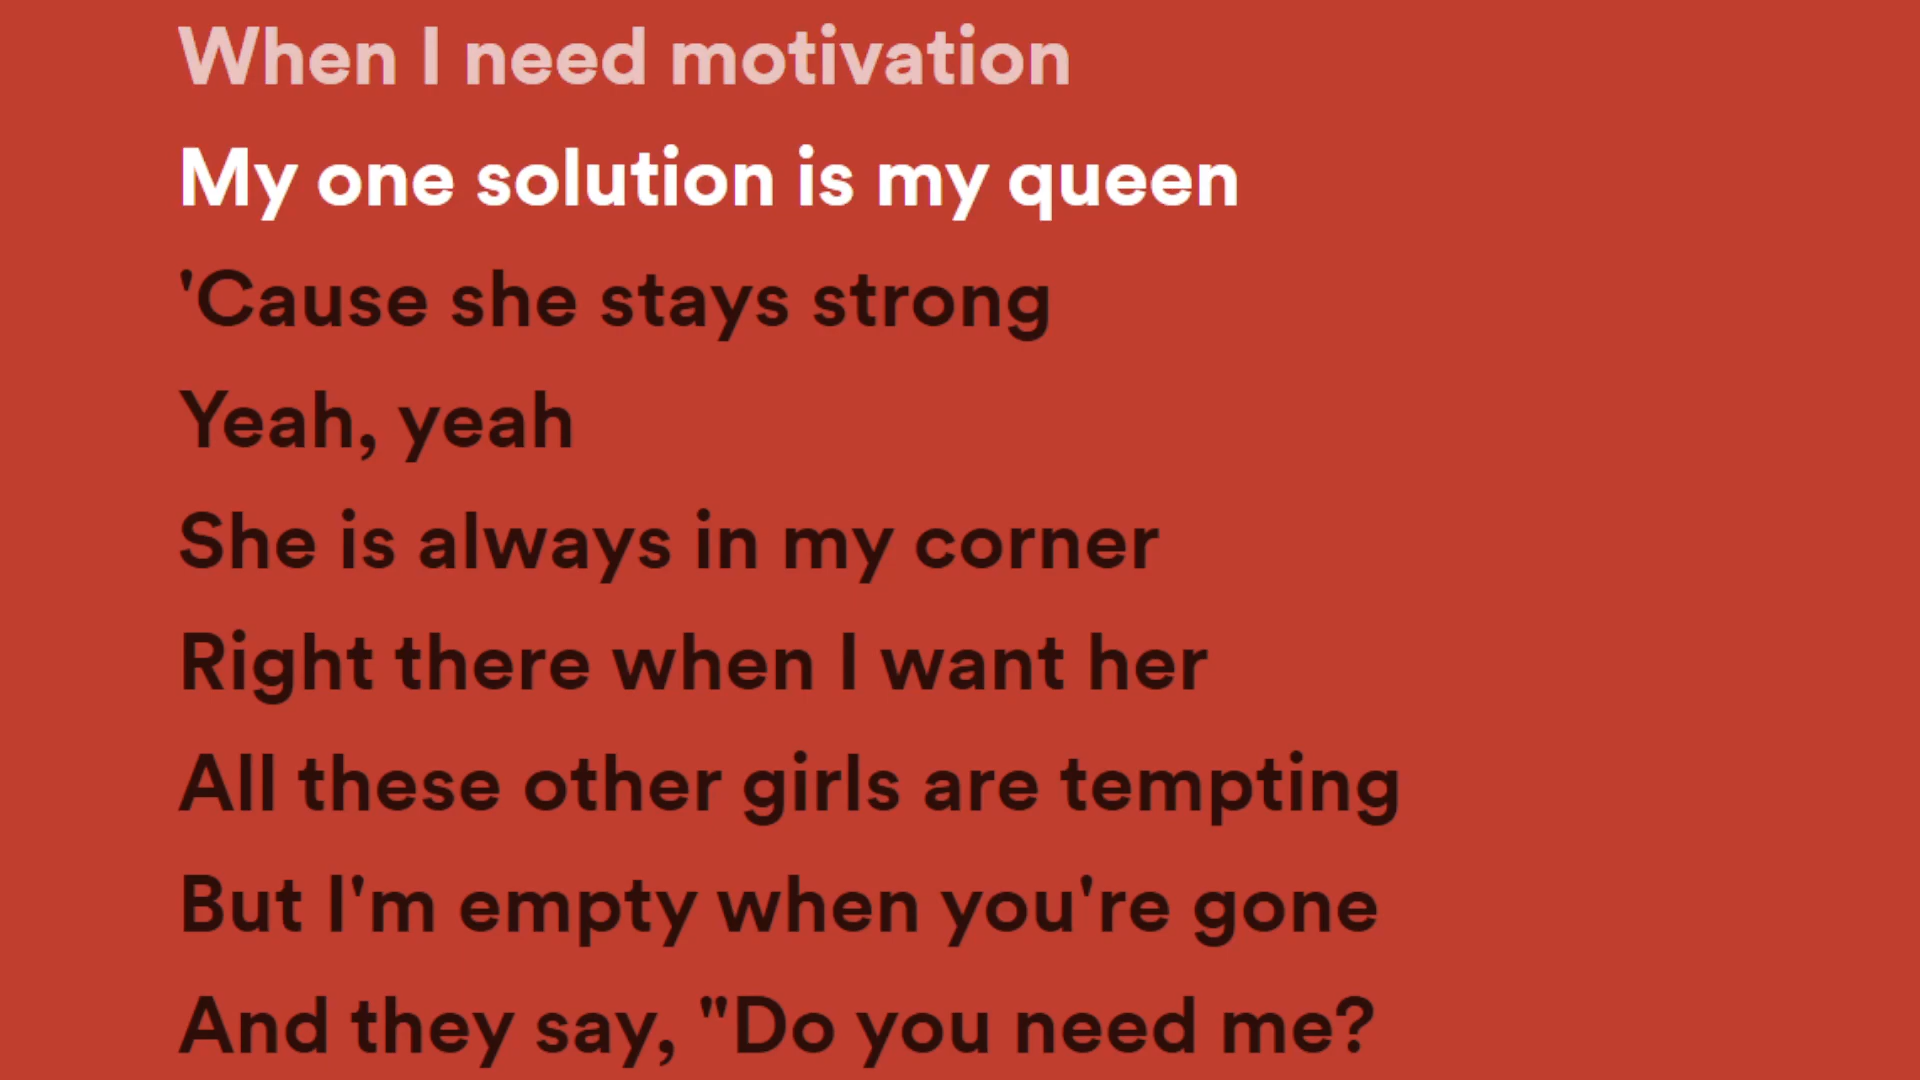 When I need motivation
My one solution is my queen
'Cause she stays strong
Yeah, yeah
She is always in my corner
Right there when I want her
All these other girls are tempting
But I'm empty when you're gone
And they say, "Do you need me?